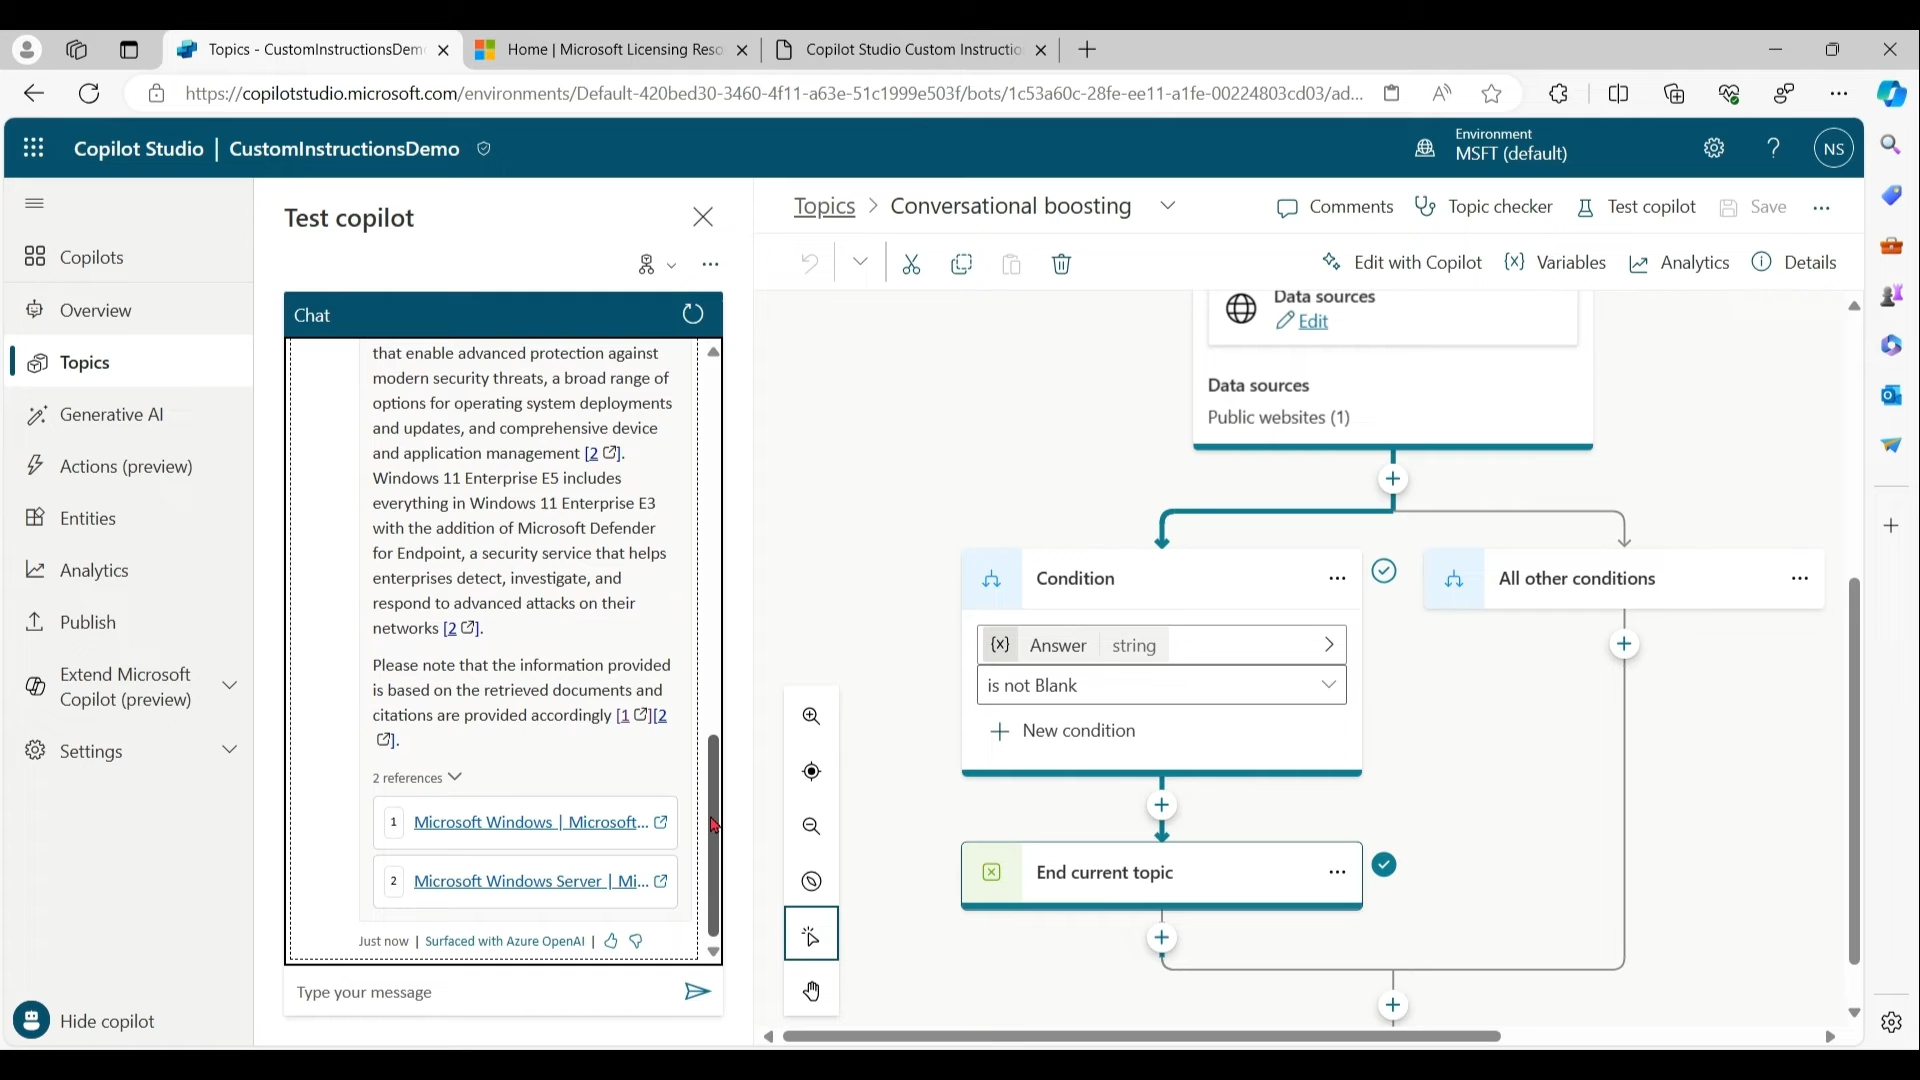 Topics - CustomInstructionsDem
Home | Microsoft Licensing Reso
Copilot Studio Custom Instructio
https://copilotstudio.microsoft.com/environments/Default-420bed30-3460-4f11-a63e-51c1999e503f/bots/1c53a60c-28fe-ee11-a1fe-00224803cd03/ad...
Copilot Studio | CustomInstructionsDemo
Environment
MSFT (default)
NS
Copilots
Overview
Topics
Generative AI
Actions (preview)
Entities
Analytics
Publish
Extend Microsoft
Copilot (preview)
Settings
Hide copilot
Test copilot
Chat
that enable advanced protection against
modern security threats, a broad range of
options for operating system deployments
and updates, and comprehensive device
and application management [2].
Windows 11 Enterprise E5 includes
everything in Windows 11 Enterprise E3
with the addition of Microsoft Defender
for Endpoint, a security service that helps
enterprises detect, investigate, and
respond to advanced attacks on their
networks [2].
Please note that the information provided
is based on the retrieved documents and
citations are provided accordingly [1][2
].
2 references
1 Microsoft Windows | Microsoft...
2 Microsoft Windows Server | Mi...
Just now | Surfaced with Azure OpenAI |
Type your message
Topics > Conversational boosting
Comments
Topic checker
Test copilot
Save
Edit with Copilot
{x} Variables
Analytics
Details
Data sources
Edit
Data sources
Public websites (1)
Condition
{x} Answer string
is not Blank
New condition
All other conditions
End current topic